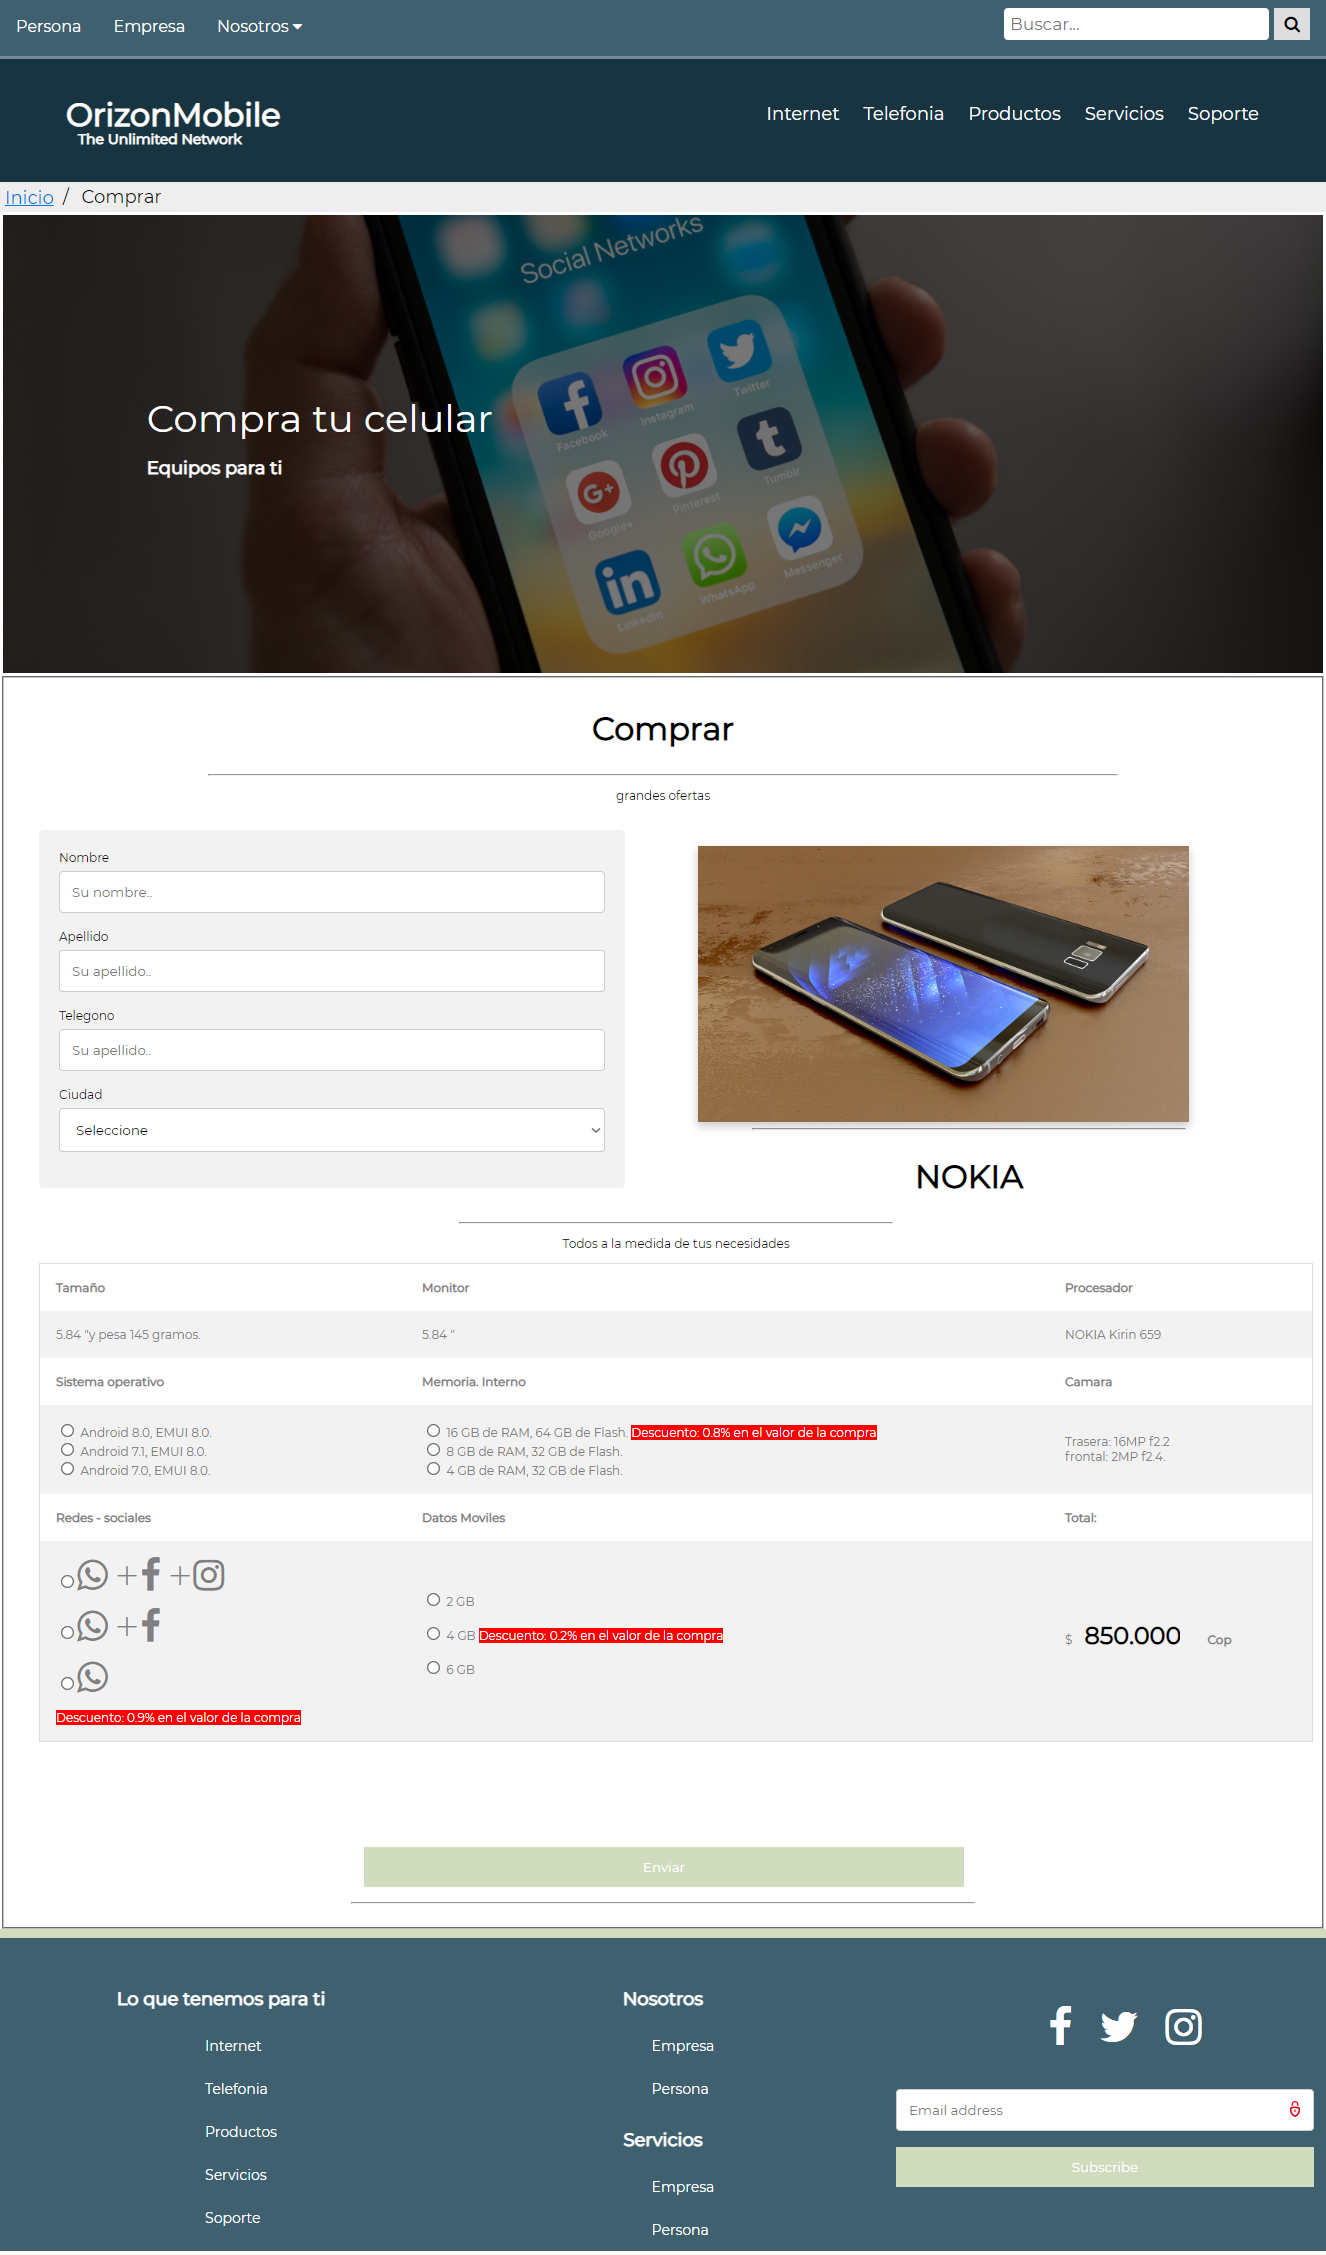 Persona Empresa Nosotros
Buscar...
OrizonMobile
The Unlimited Network
Internet Telefonia Productos Servicios Soporte
Inicio / Comprar
Social Networks
Facebook Instagram Twitter
Google+ Pinterest Tumblr
LinkedIn WhatsApp Messenger
Compra tu celular
Equipos para ti
Comprar
grandes ofertas
Nombre
Su nombre..
Apellido
Su apellido..
Telegono
Su apellido..
Ciudad
Seleccione
NOKIA
Todos a la medida de tus necesidades
Tamaño Monitor Procesador
5.84 "y pesa 145 gramos. 5.84 " NOKIA Kirin 659
Sistema operativo Memoria. Interno Camara
Android 8.0, EMUI 8.0.
Android 7.1, EMUI 8.0.
Android 7.0, EMUI 8.0.
16 GB de RAM, 64 GB de Flash. Descuento: 0.8% en el valor de la compra
8 GB de RAM, 32 GB de Flash.
4 GB de RAM, 32 GB de Flash.
Trasera: 16MP f2.2
frontal: 2MP f2.4.
Redes - sociales Datos Moviles Total:
+ +
+
Descuento: 0.9% en el valor de la compra
2 GB
4 GB Descuento: 0.2% en el valor de la compra
6 GB
$ 850.000 Cop
Enviar
Lo que tenemos para ti
Internet
Telefonia
Productos
Servicios
Soporte
Nosotros
Empresa
Persona
Servicios
Empresa
Persona
Email address
Subscribe